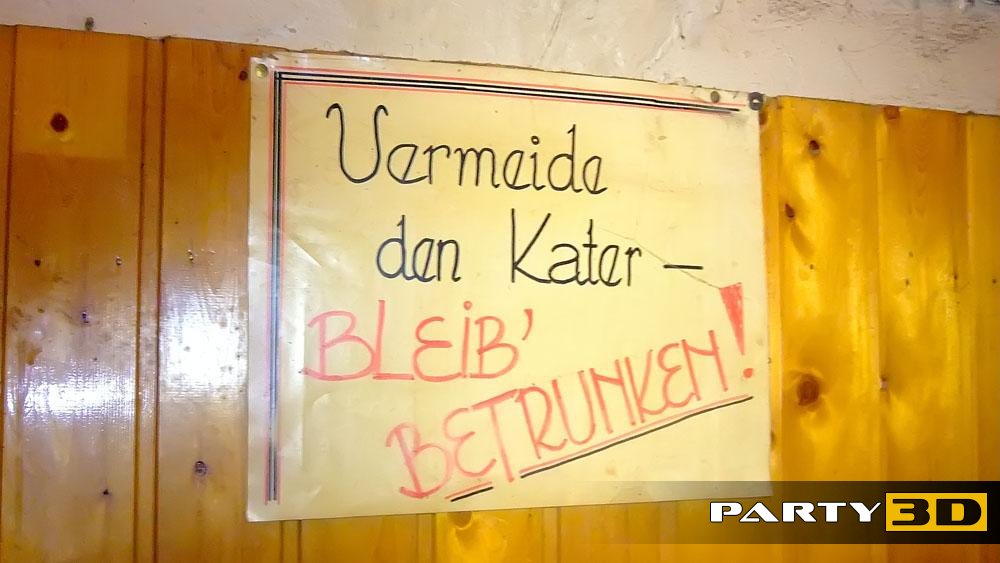 Vermeide
den Kater –
BLEIB'
BETRUNKEN!
PARTY 3D